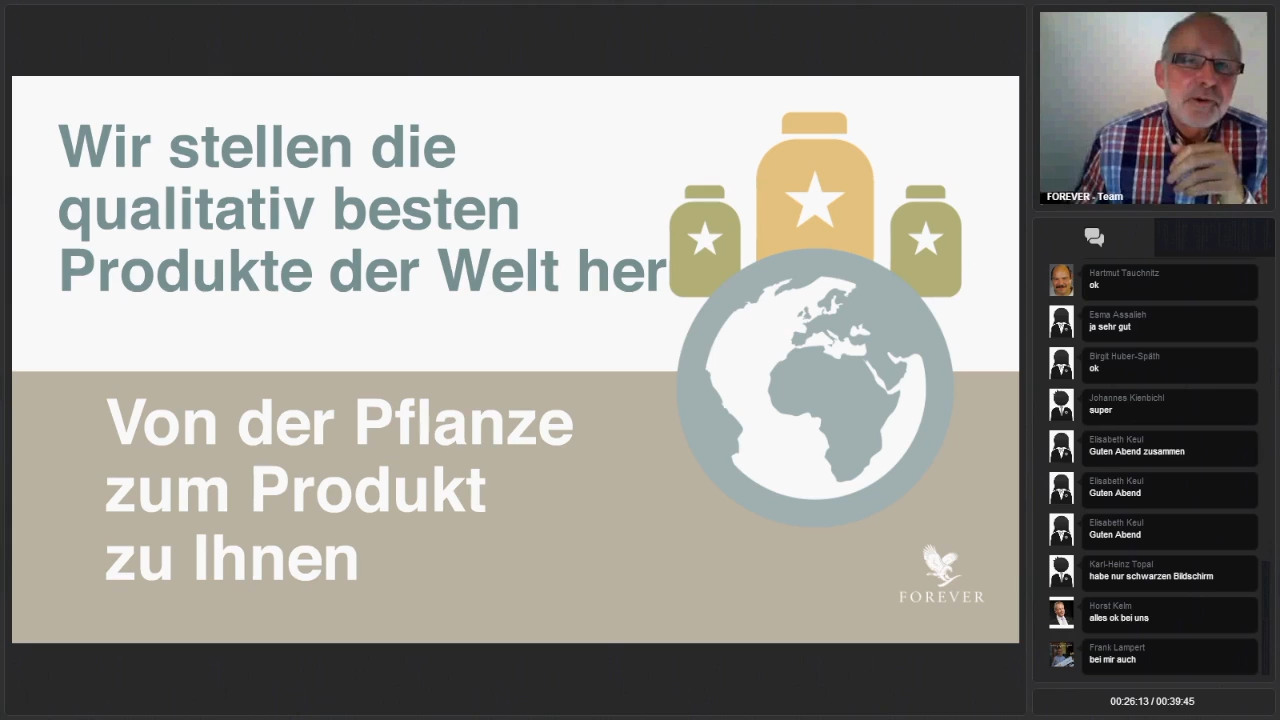 Wir stellen die
qualitativ besten
Produkte der Welt her
Von der Pflanze
zum Produkt
zu Ihnen
FOREVER
FOREVER - Team
Hartmut Tauchnitz
ok
Esma Assalieh
ja sehr gut
Birgit Huber-Späth
ok
Johannes Kienbichl
super
Elisabeth Keul
Guten Abend zusammen
Elisabeth Keul
Guten Abend
Elisabeth Keul
Guten Abend
Karl-Heinz Topal
habe nur schwarzen Bildschirm
Horst Kelm
alles ok bei uns
Frank Lampert
bei mir auch
00:26:13 / 00:39:45